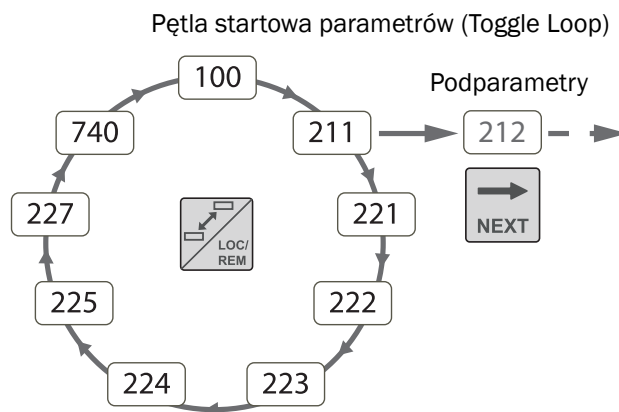 Pętla startowa parametrów (Toggle Loop)
Podparametry
100
740
211
212
227
221
NEXT
LOC/
REM
225
222
224
223